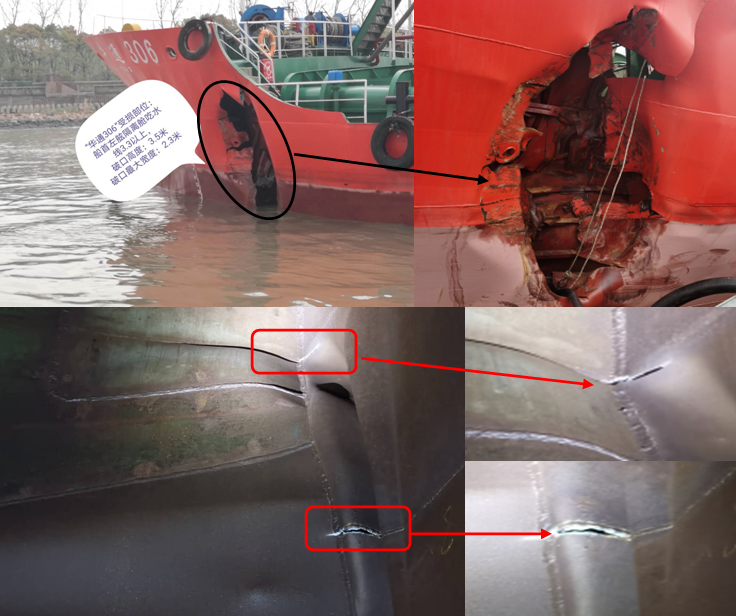 306
"华通306"受损部位：
船首左舷隔离舱吃水
线3.3以上，
破口高度：3.5米
破口最大宽度：2.3米